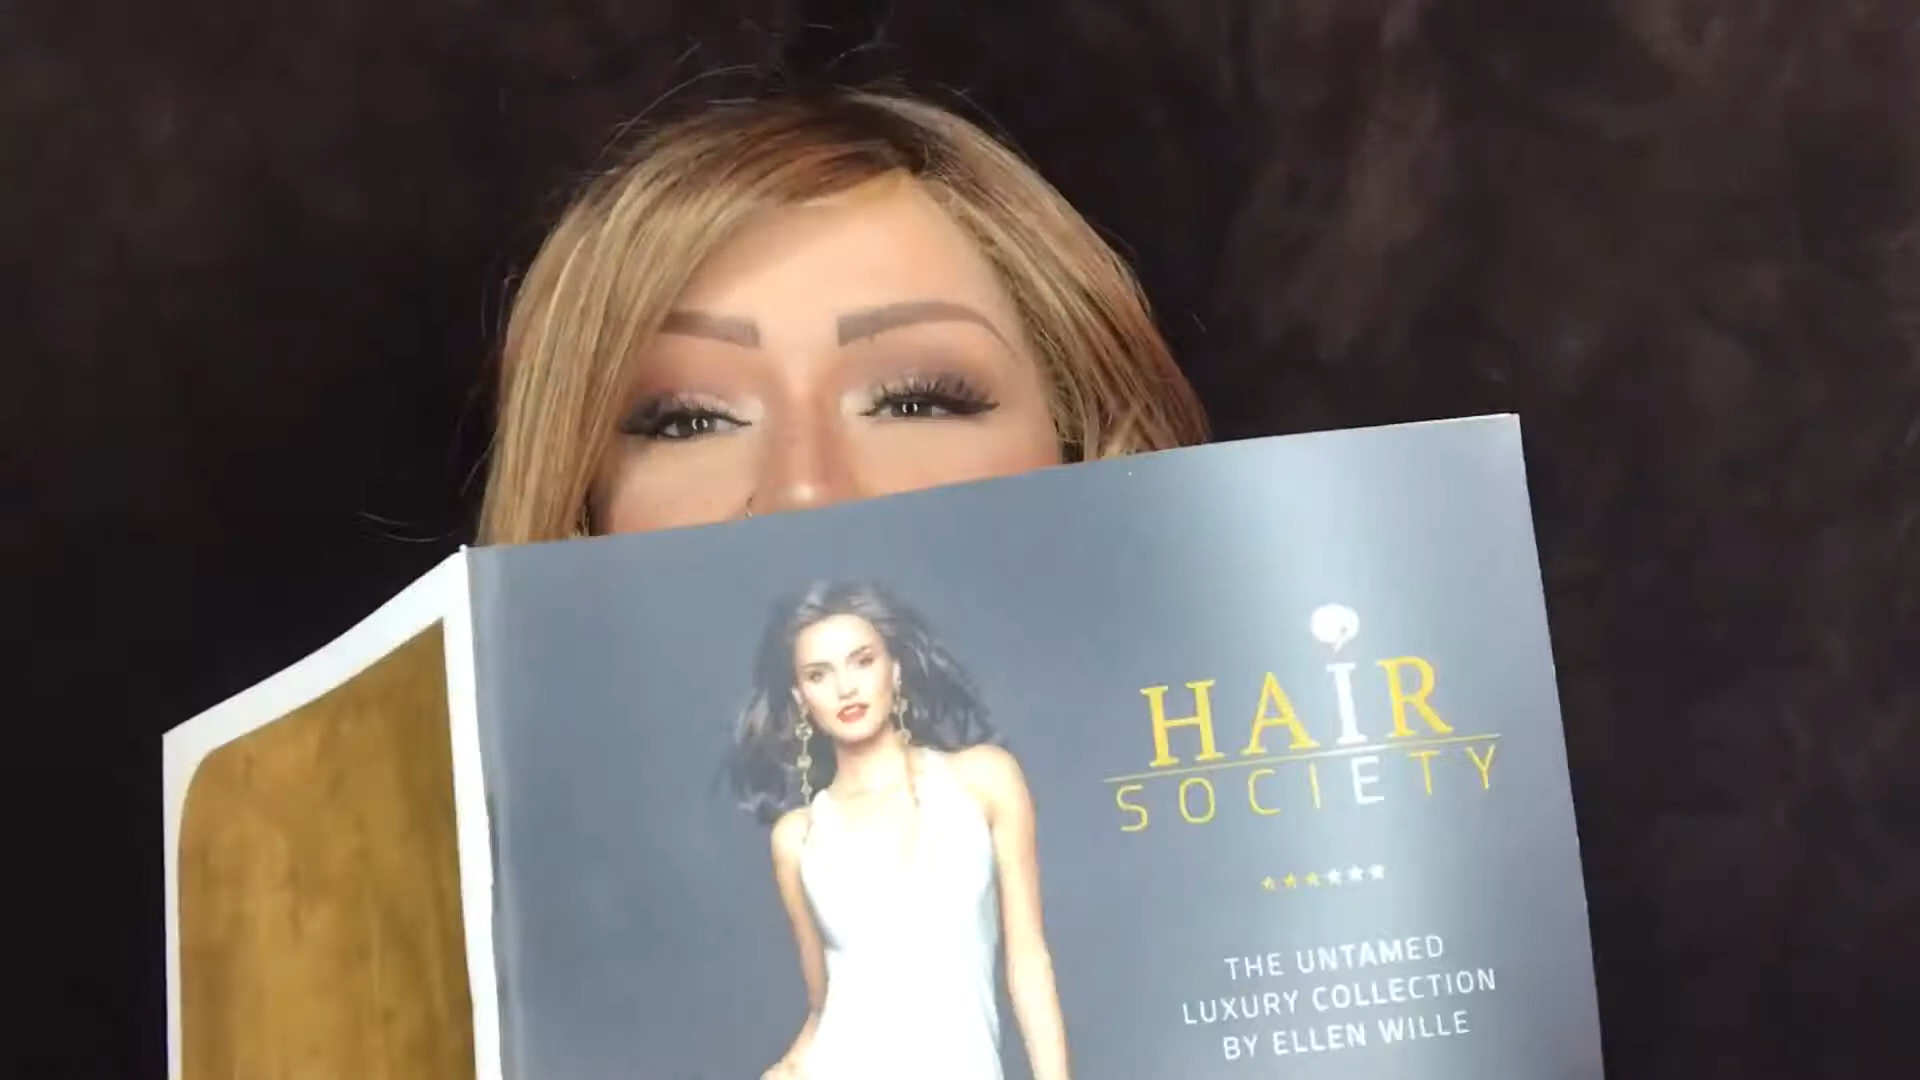 HAIR
SOCIETY
THE UNTAMED
LUXURY COLLECTION
BY ELLEN WILLE